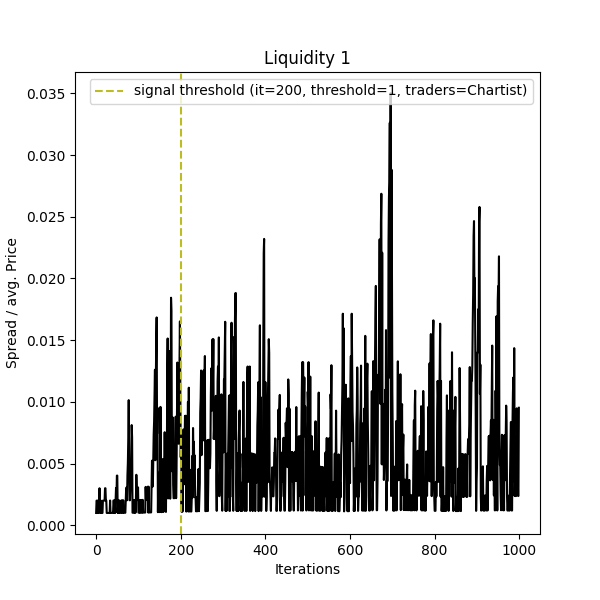 Liquidity 1
signal threshold (it=200, threshold=1, traders=Chartist)
0.035
0.030
0.025
0.020
0.015
0.010
0.005
0.000
Spread / avg. Price
0 200 400 600 800 1000
Iterations